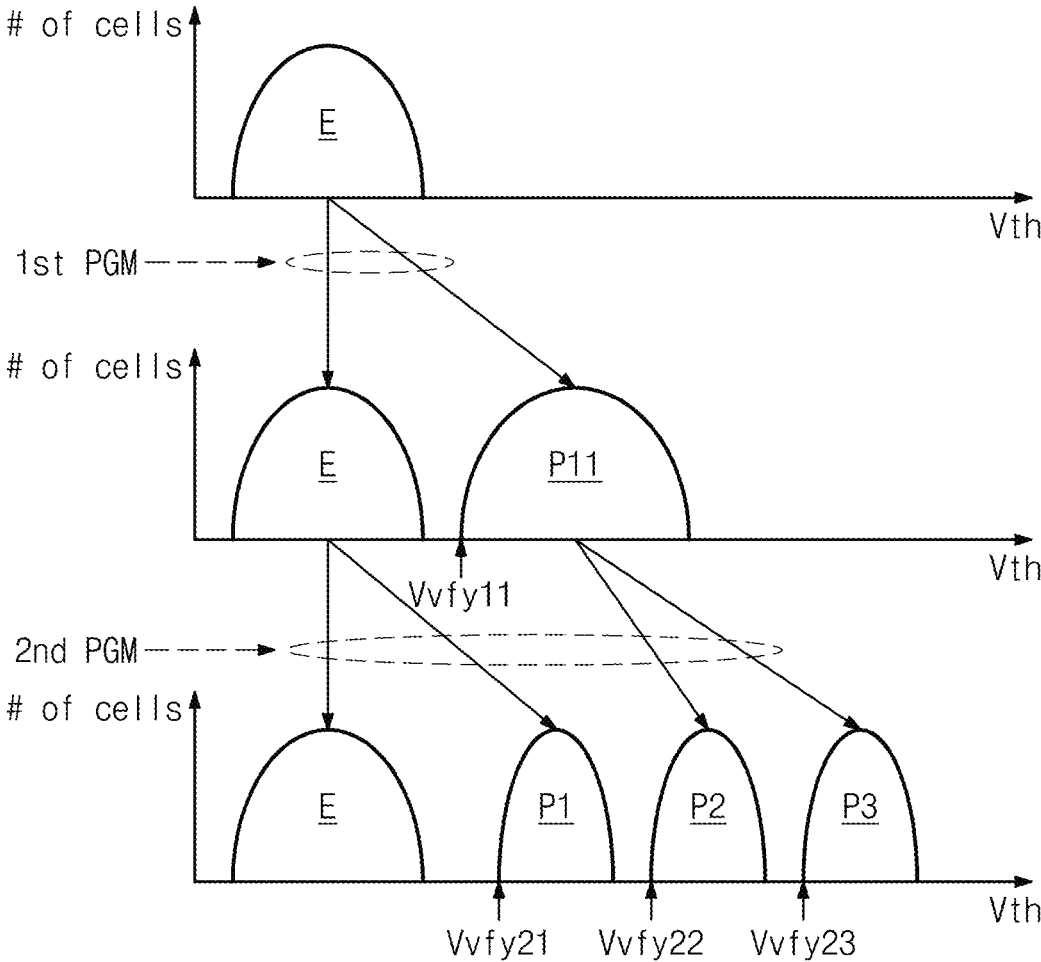 # of cells
E
Vth
1st PGM
# of cells
E
P11
Vth
Vvfy11
2nd PGM
# of cells
E
P1
P2
P3
Vth
Vvfy21
Vvfy22
Vvfy23